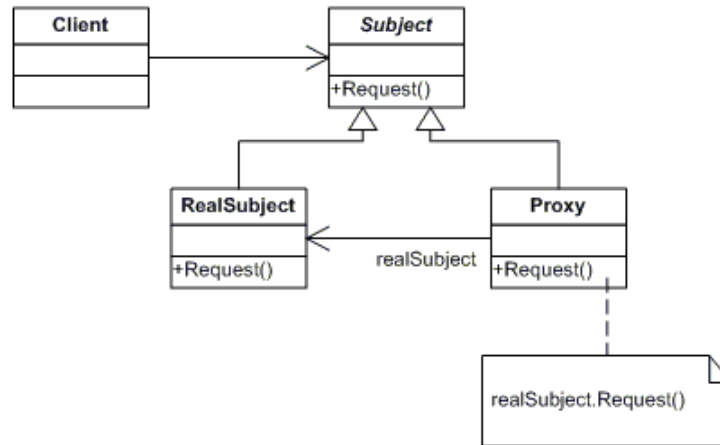 Client
Subject
+Request()
RealSubject
+Request()
realSubject
Proxy
+Request()
realSubject.Request()